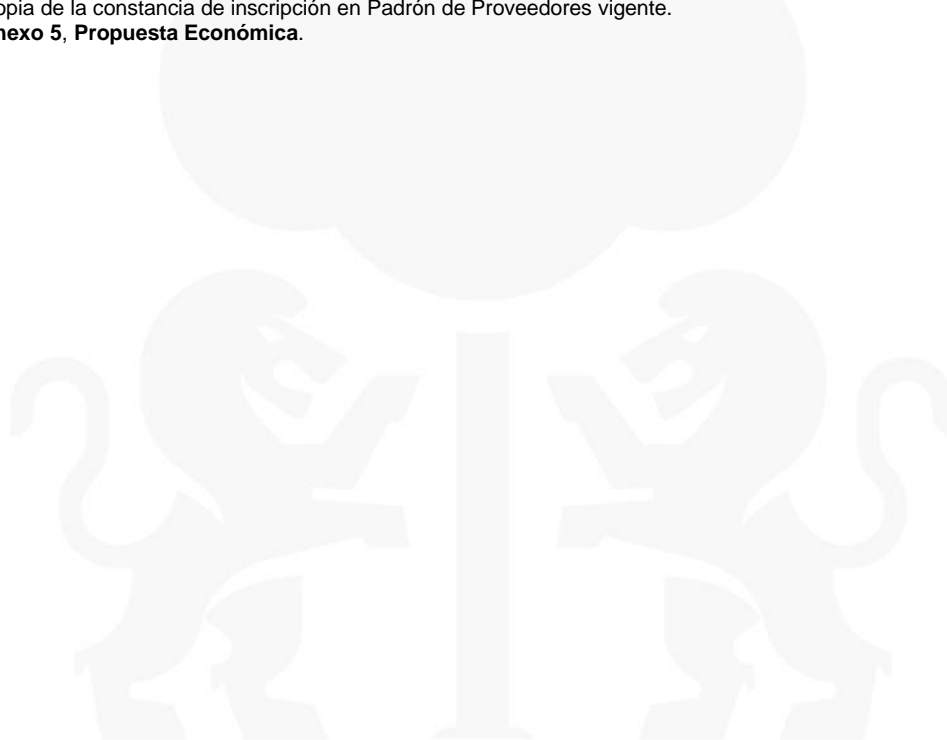 opia de la constancia de inscripción en Padrón de Proveedores vigente.
nexo 5, Propuesta Económica.